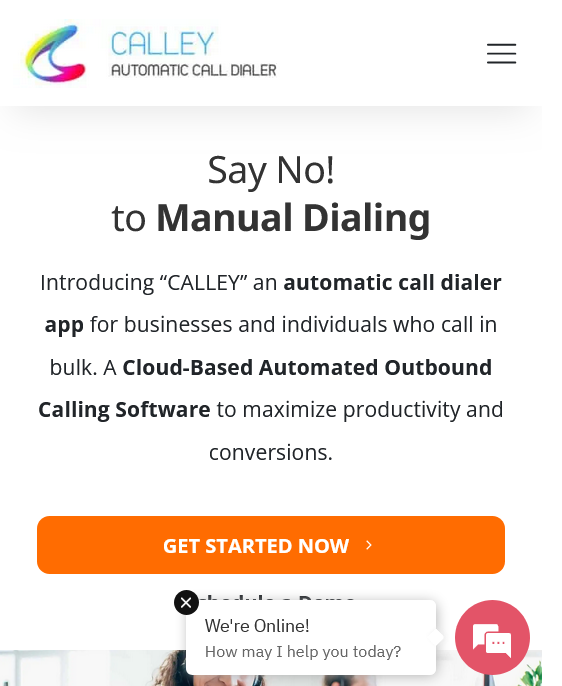 CALLEY
AUTOMATIC CALL DIALER
Say No!
to Manual Dialing
Introducing “CALLEY” an automatic call dialer
app for businesses and individuals who call in
bulk. A Cloud-Based Automated Outbound
Calling Software to maximize productivity and
conversions.
GET STARTED NOW
Schedule a Demo
We're Online!
How may I help you today?